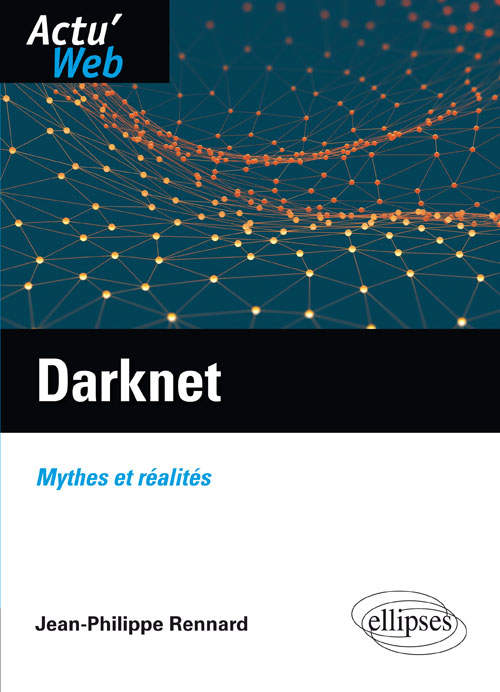 Actu'
Web
Darknet
Mythes et réalités
Jean-Philippe Rennard
ellipses